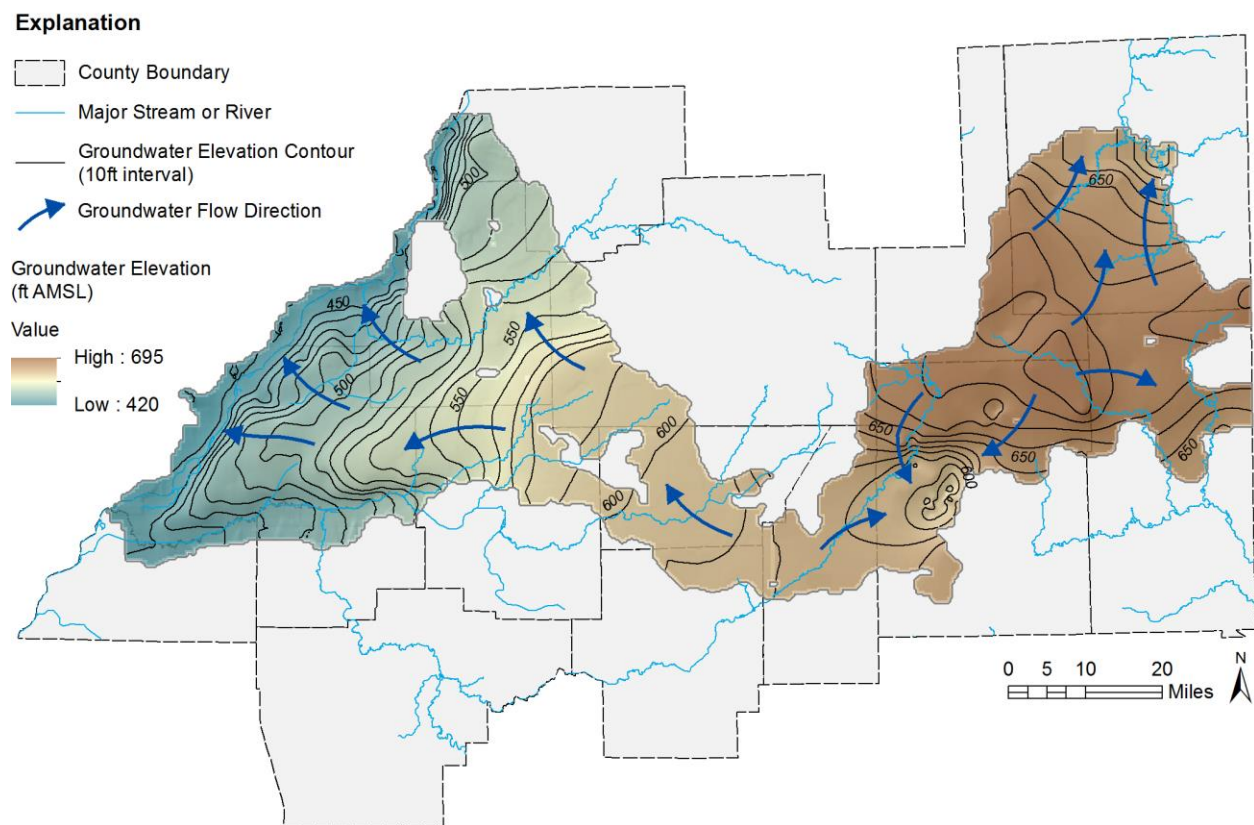 Explanation
County Boundary
Major Stream or River
Groundwater Elevation Contour
(10ft interval)
Groundwater Flow Direction
Groundwater Elevation
(ft AMSL)
Value
High : 695
Low : 420
500
450
500
550
550
600
600
650
650
600
650
650
N
0 5 10 20
Miles